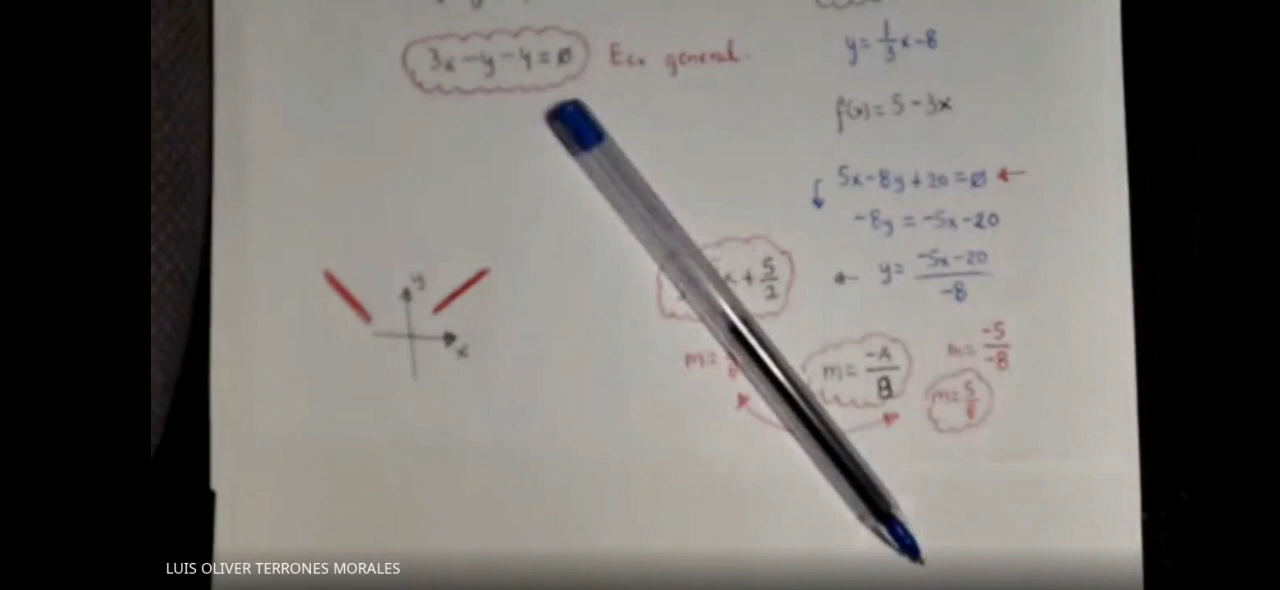 3x-y-4=ø Ec. general.
y=1/3x-8
f(x)=5-3x
5x-8y+20=ø
-8y=-5x-20
x+5/2
y=-5x-20/-8
m=
m=-A/B
m=-5/-8
m=5/8
y
x
LUIS OLIVER TERRONES MORALES